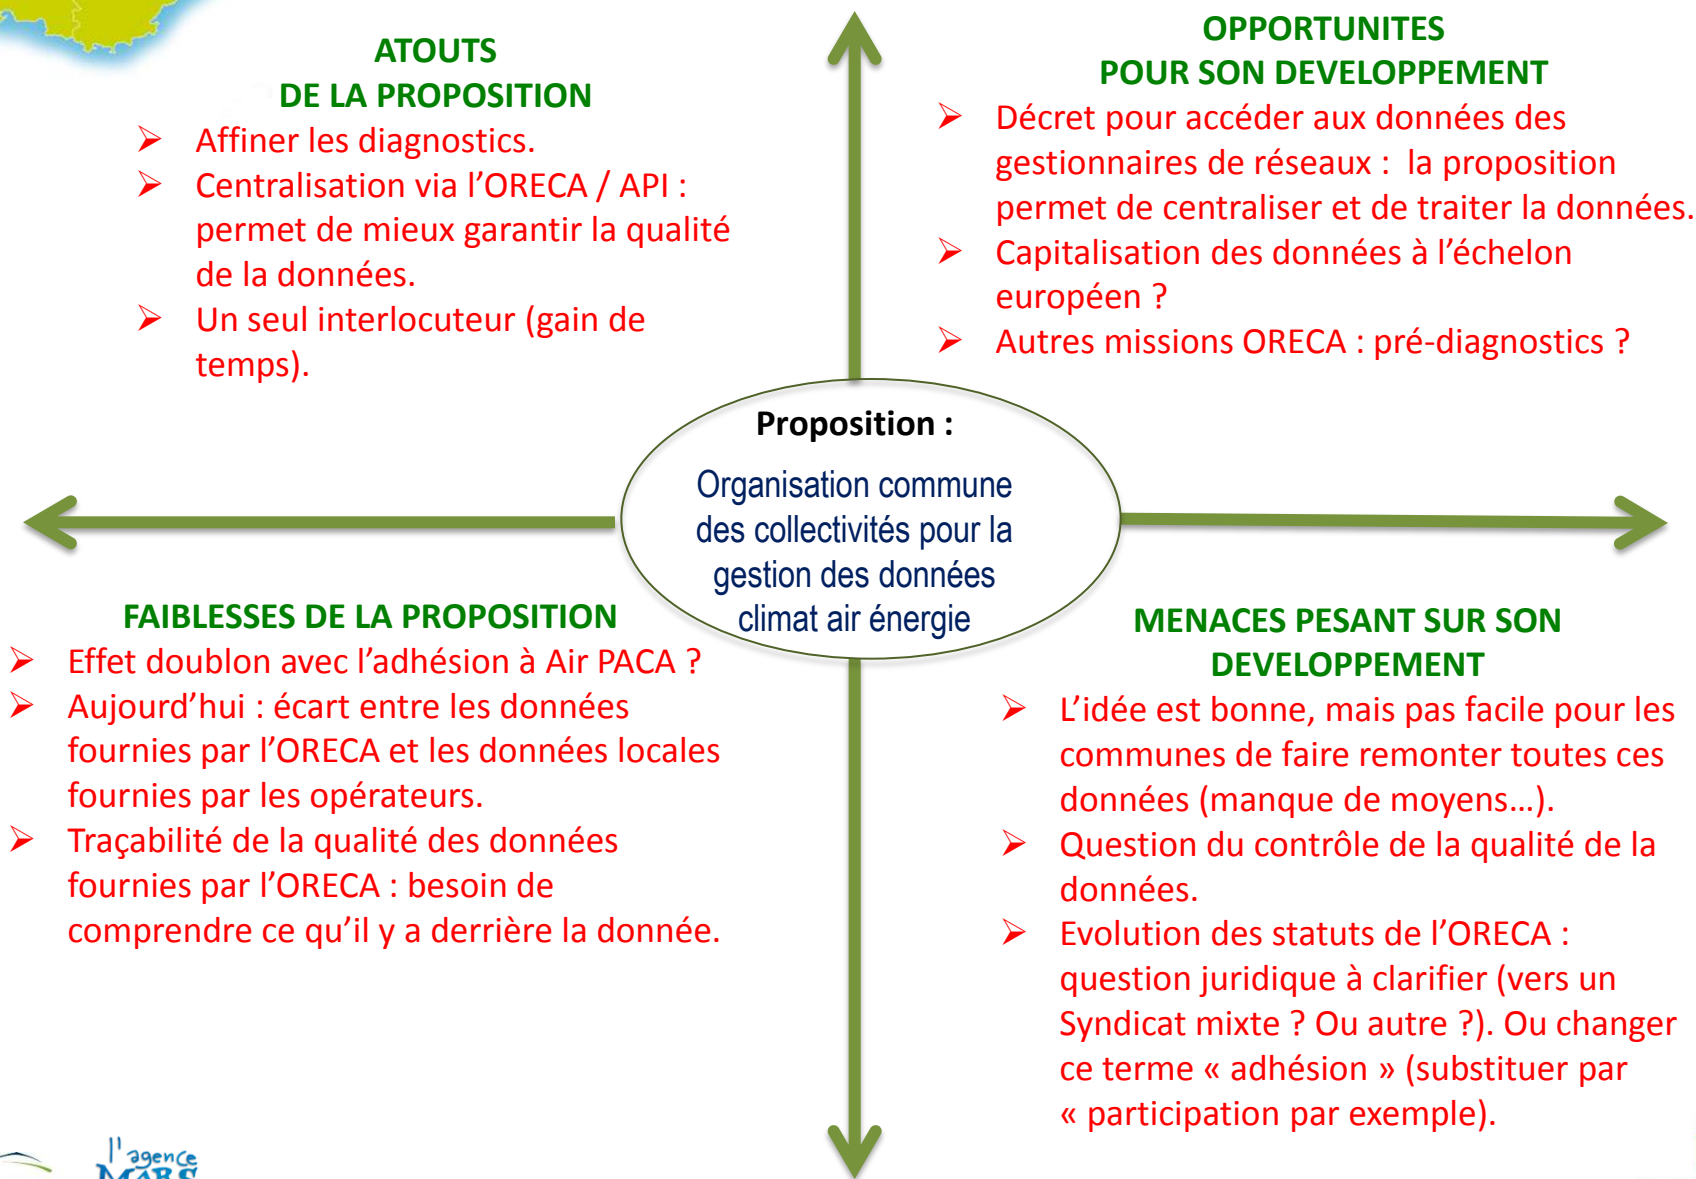 ATOUTS
DE LA PROPOSITION
➢ Affiner les diagnostics.
➢ Centralisation via l’ORECA / API :
permet de mieux garantir la qualité
de la données.
➢ Un seul interlocuteur (gain de
temps).
OPPORTUNITES
POUR SON DEVELOPPEMENT
➢ Décret pour accéder aux données des
gestionnaires de réseaux : la proposition
permet de centraliser et de traiter la données.
➢ Capitalisation des données à l’échelon
européen ?
➢ Autres missions ORECA : pré-diagnostics ?
Proposition :
Organisation commune
des collectivités pour la
gestion des données
climat air énergie
FAIBLESSES DE LA PROPOSITION
➢ Effet doublon avec l’adhésion à Air PACA ?
➢ Aujourd’hui : écart entre les données
fournies par l’ORECA et les données locales
fournies par les opérateurs.
➢ Traçabilité de la qualité des données
fournies par l’ORECA : besoin de
comprendre ce qu’il y a derrière la donnée.
MENACES PESANT SUR SON
DEVELOPPEMENT
➢ L’idée est bonne, mais pas facile pour les
communes de faire remonter toutes ces
données (manque de moyens…).
➢ Question du contrôle de la qualité de la
données.
➢ Evolution des statuts de l’ORECA :
question juridique à clarifier (vers un
Syndicat mixte ? Ou autre ?). Ou changer
ce terme « adhésion » (substituer par
« participation par exemple).
l'agence
MARS